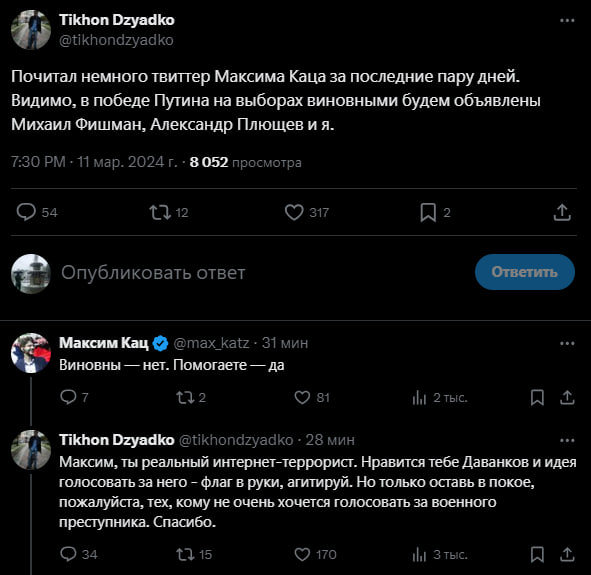 Tikhon Dzyadko
@tikhondzyadko
Почитал немного твиттер Максима Каца за последние пару дней.
Видимо, в победе Путина на выборах виновными будем объявлены
Михаил Фишман, Александр Плющев и я.
7:30 PM · 11 мар. 2024 г. · 8 052 просмотра
54 12 317 2
Опубликовать ответ Ответить
Максим Кац @max_katz · 31 мин
Виновны — нет. Помогаете — да
7 2 81 2 тыс.
Tikhon Dzyadko @tikhondzyadko · 28 мин
Максим, ты реальный интернет-террорист. Нравится тебе Даванков и идея
голосовать за него - флаг в руки, агитируй. Но только оставь в покое,
пожалуйста, тех, кому не очень хочется голосовать за военного
преступника. Спасибо.
34 15 170 3 тыс.